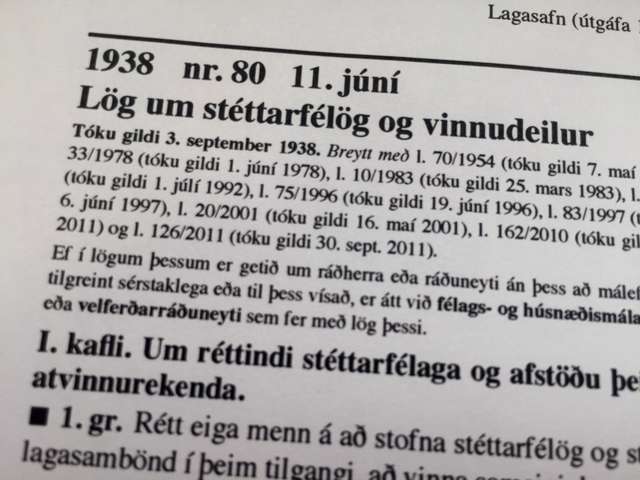 Lagasafn (útgáfa
1938 nr. 80 11. júní
Lög um stéttarfélög og vinnudeilur
Tóku gildi 3. september 1938. Breytt með l. 70/1954 (tóku gildi 7. maí
33/1978 (tóku gildi 1. júní 1978), l. 10/1983 (tóku gildi 25. mars 1983), l.
(tóku gildi 1. júlí 1992), l. 75/1996 (tóku gildi 19. júní 1996), l. 83/1997 (t
6. júní 1997), l. 20/2001 (tóku gildi 16. maí 2001), l. 162/2010 (tóku gil
2011) og l. 126/2011 (tóku gildi 30. sept. 2011).
Ef í lögum þessum er getið um ráðherra eða ráðuneyti án þess að málef
tilgreint sérstaklega eða til þess vísað, er átt við félags- og húsnæðismála
eða velferðarráðuneyti sem fer með lög þessi.
I. kafli. Um réttindi stéttarfélaga og afstöðu þei
atvinnurekenda.
■ 1. gr. Rétt eiga menn á að stofna stéttarfélög og st
lagasambönd í þeim tilgangi, að vinna